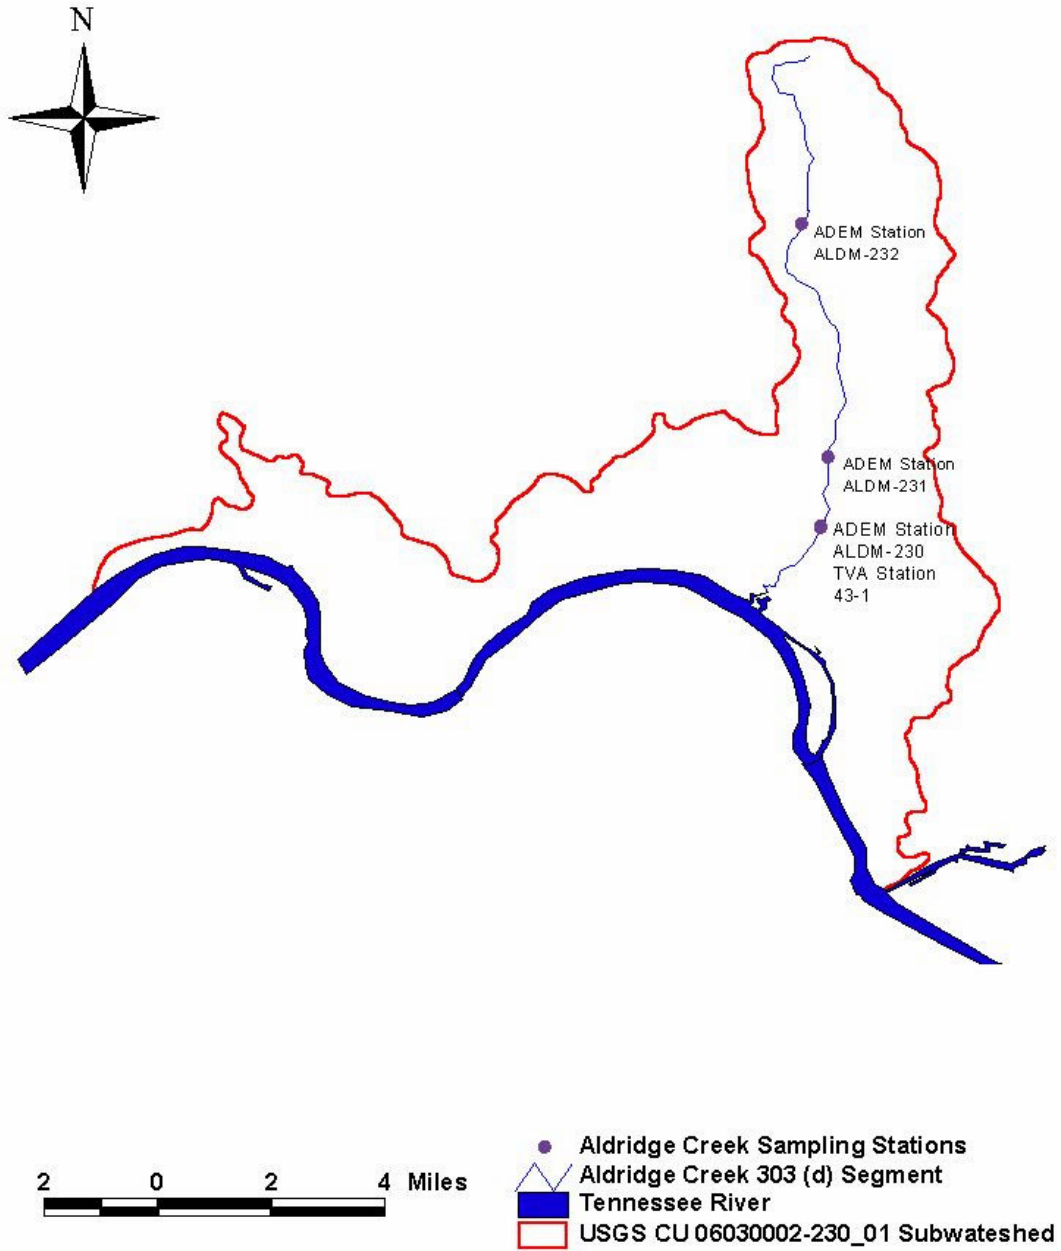 N
ADEM Station
ALDM-232
ADEM Station
ALDM-231
ADEM Station
ALDM-230
TVA Station
43-1
2 0 2 4 Miles
Aldridge Creek Sampling Stations
Aldridge Creek 303 (d) Segment
Tennessee River
USGS CU 06030002-230_01 Subwateshed